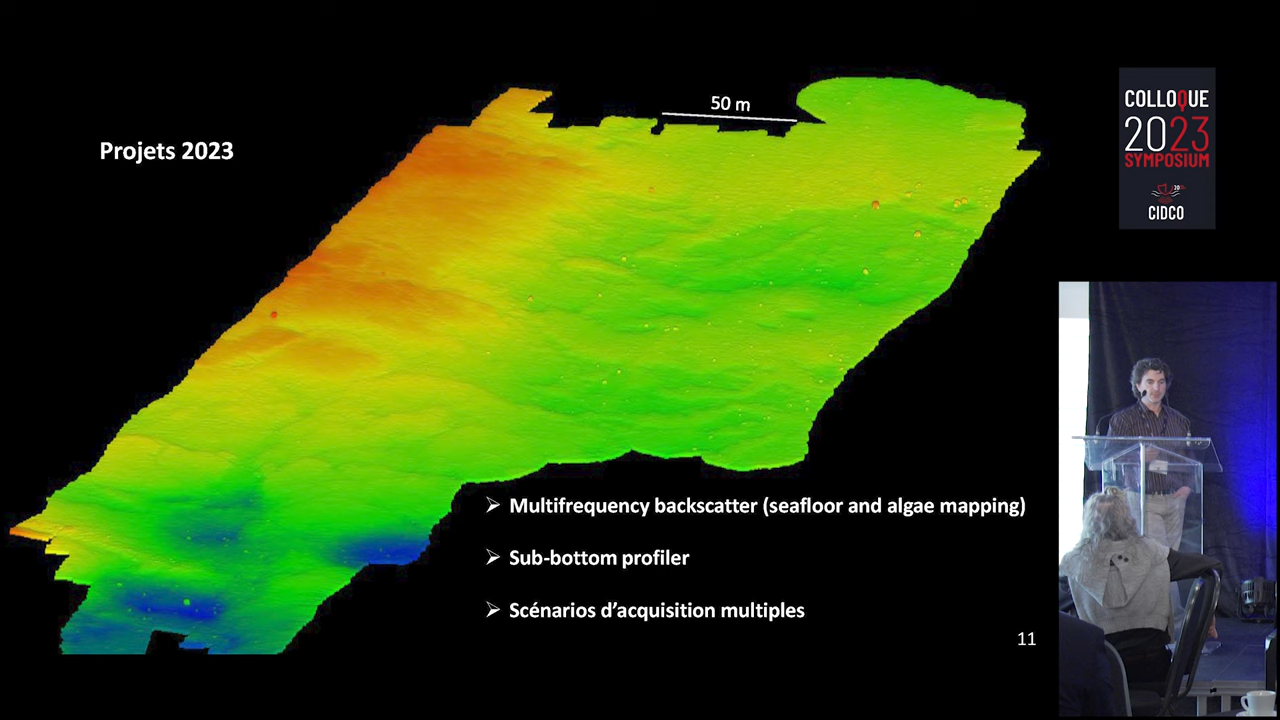 Projets 2023
50 m
➢ Multifrequency backscatter (seafloor and algae mapping)
➢ Sub-bottom profiler
➢ Scénarios d'acquisition multiples
11
COLLOQUE
2023
SYMPOSIUM
CIDCO